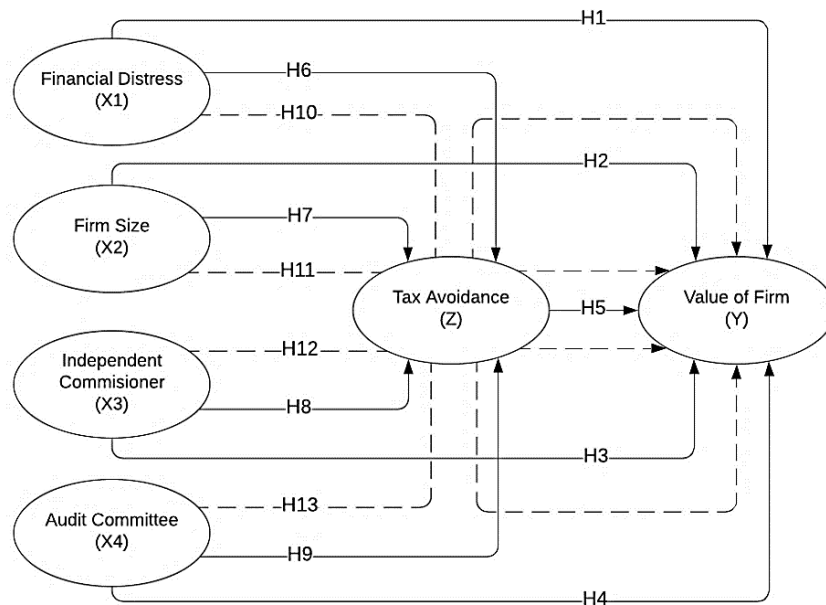 H1
Financial Distress
(X1)
H6
H10
H2
Firm Size
(X2)
H7
H11
Tax Avoidance
(Z)
H5
Value of Firm
(Y)
Independent
Commisioner
(X3)
H12
H8
H3
Audit Committee
(X4)
H13
H9
H4